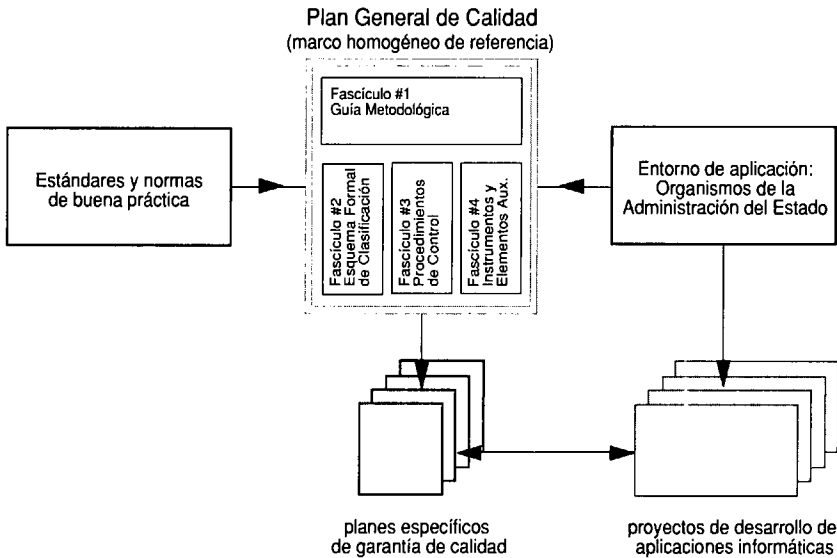 Plan General de Calidad
(marco homogéneo de referencia)
Fascículo #1
Guía Metodológica
Estándares y normas
de buena práctica
Fascículo #2
Esquema Formal
de Clasificación
Fascículo #3
Procedimientos
de Control
Fascículo #4
Instrumentos y
Elementos Aux.
Entorno de aplicación:
Organismos de la
Administración del Estado
planes específicos
de garantía de calidad
proyectos de desarrollo de
aplicaciones informáticas